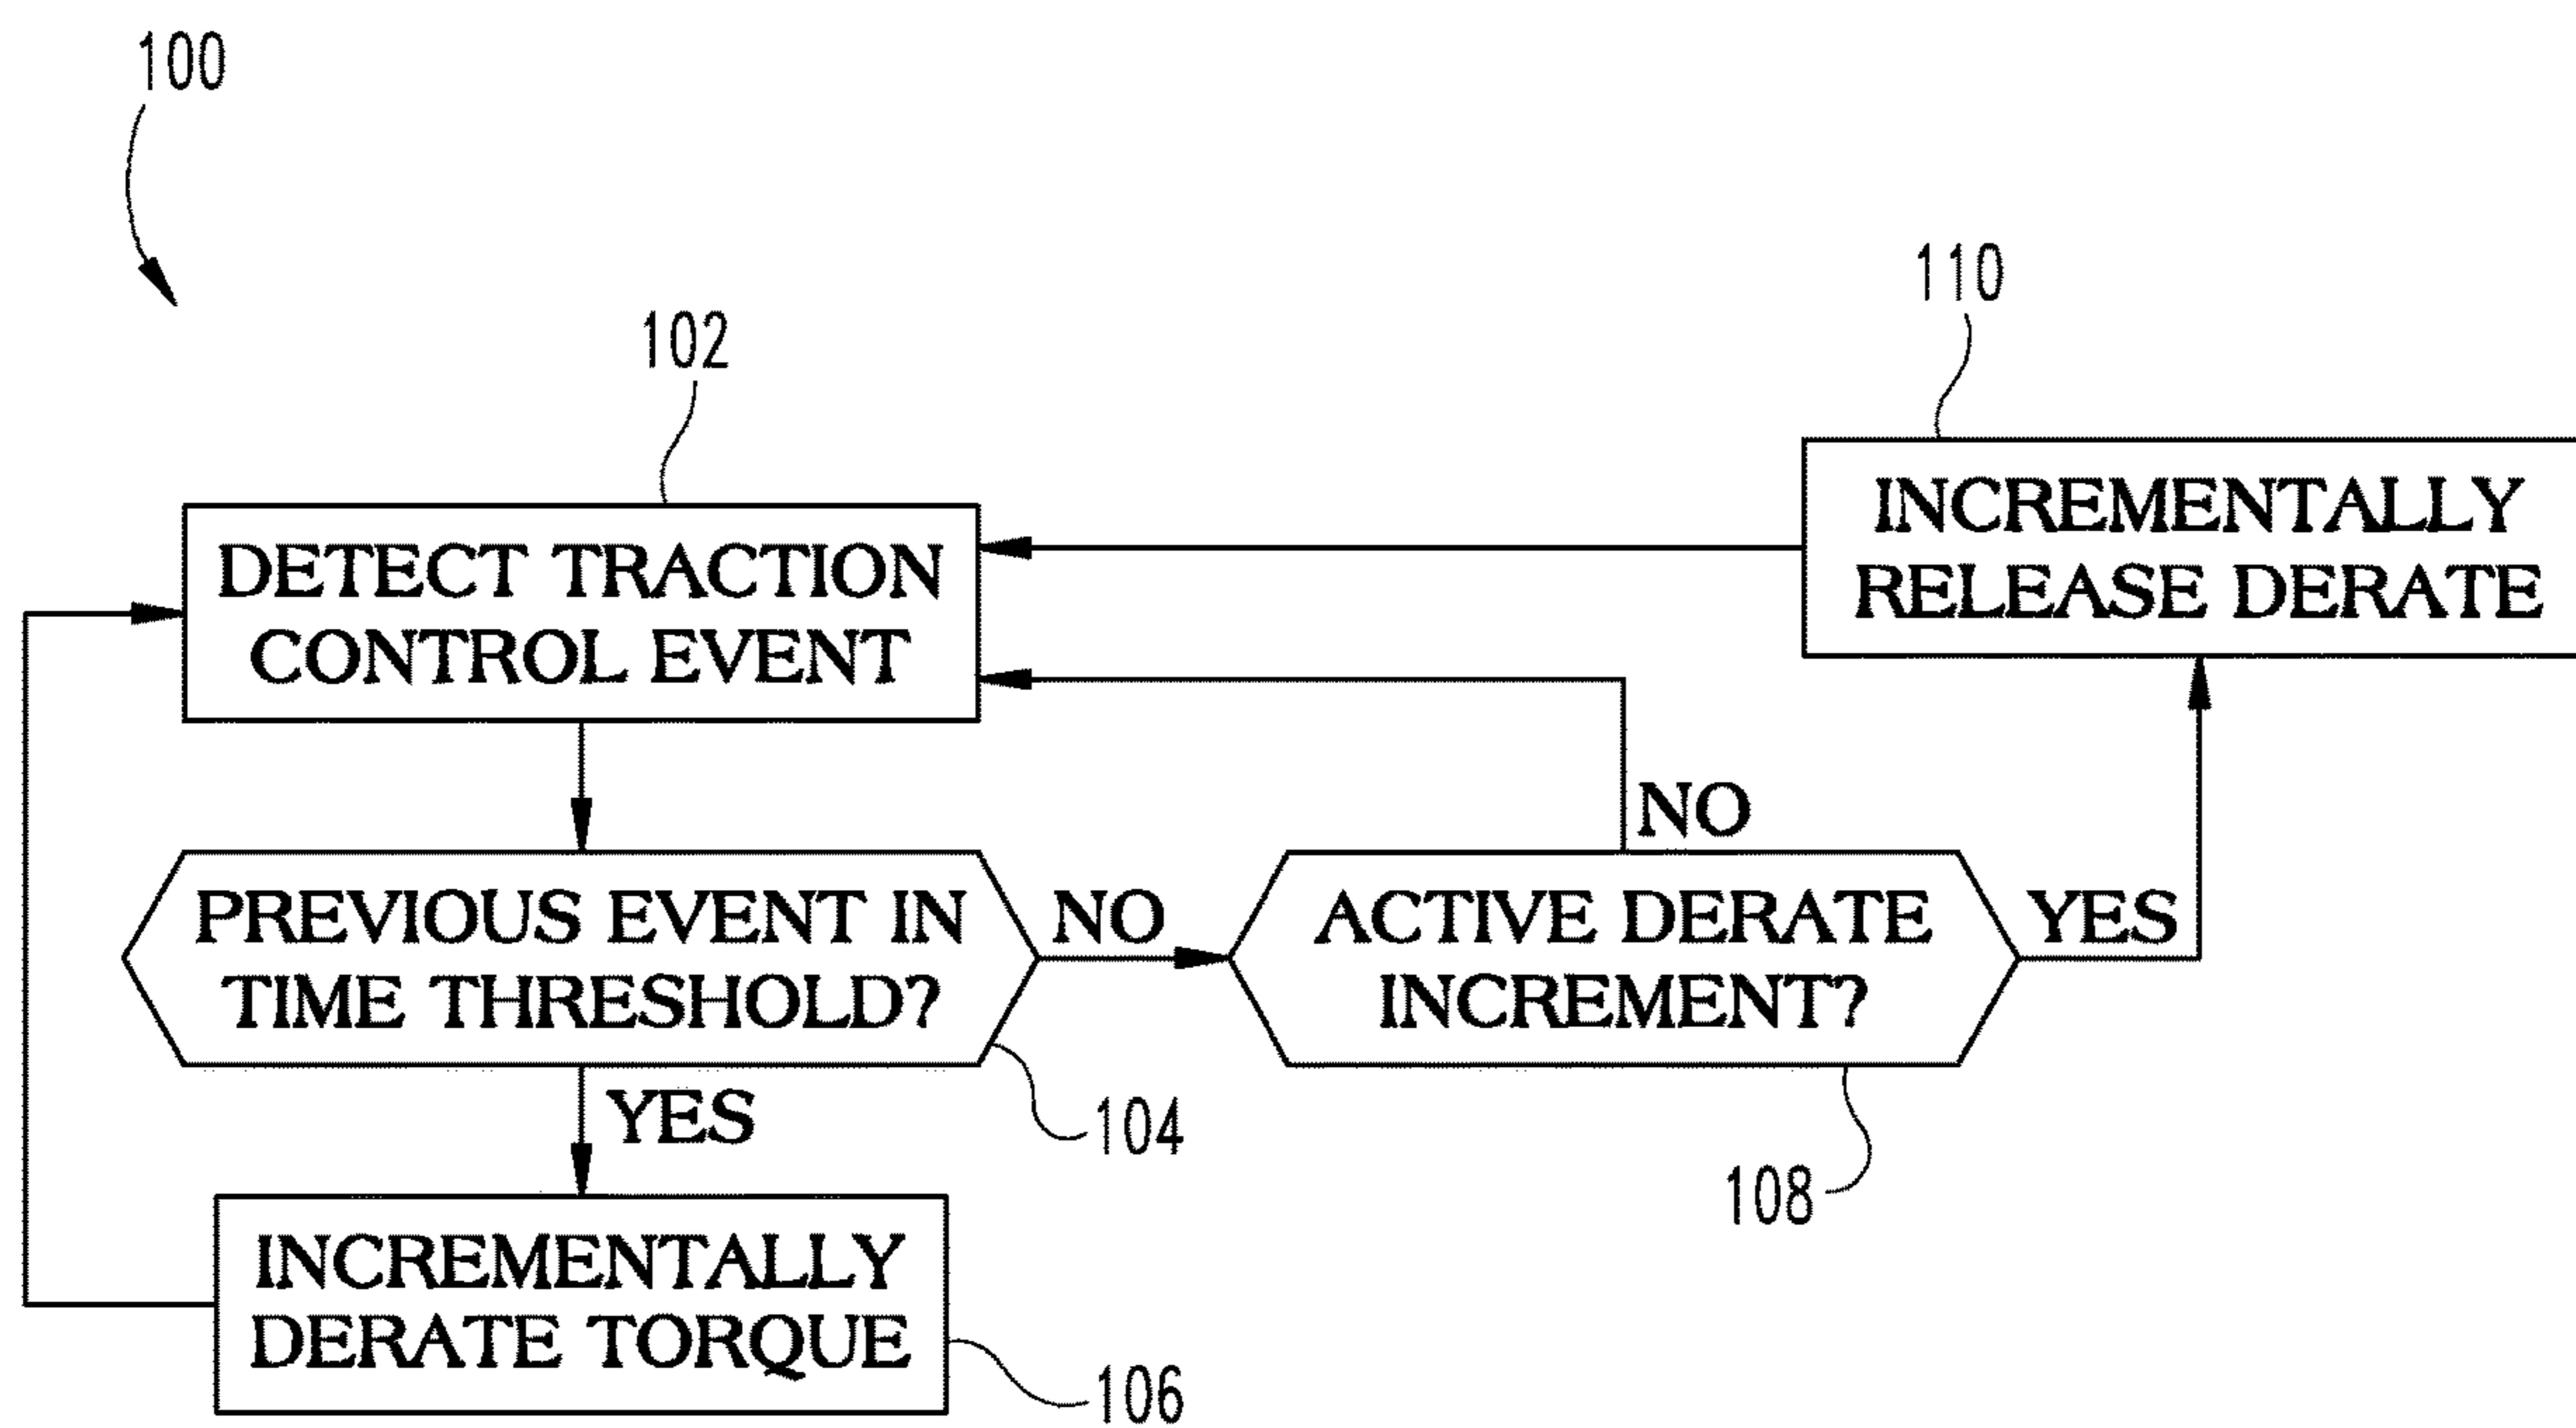 100
102
110
DETECT TRACTION
CONTROL EVENT
INCREMENTALLY
RELEASE DERATE
NO
PREVIOUS EVENT IN
TIME THRESHOLD?
NO
ACTIVE DERATE
INCREMENT?
YES
YES
104
108
INCREMENTALLY
DERATE TORQUE
106